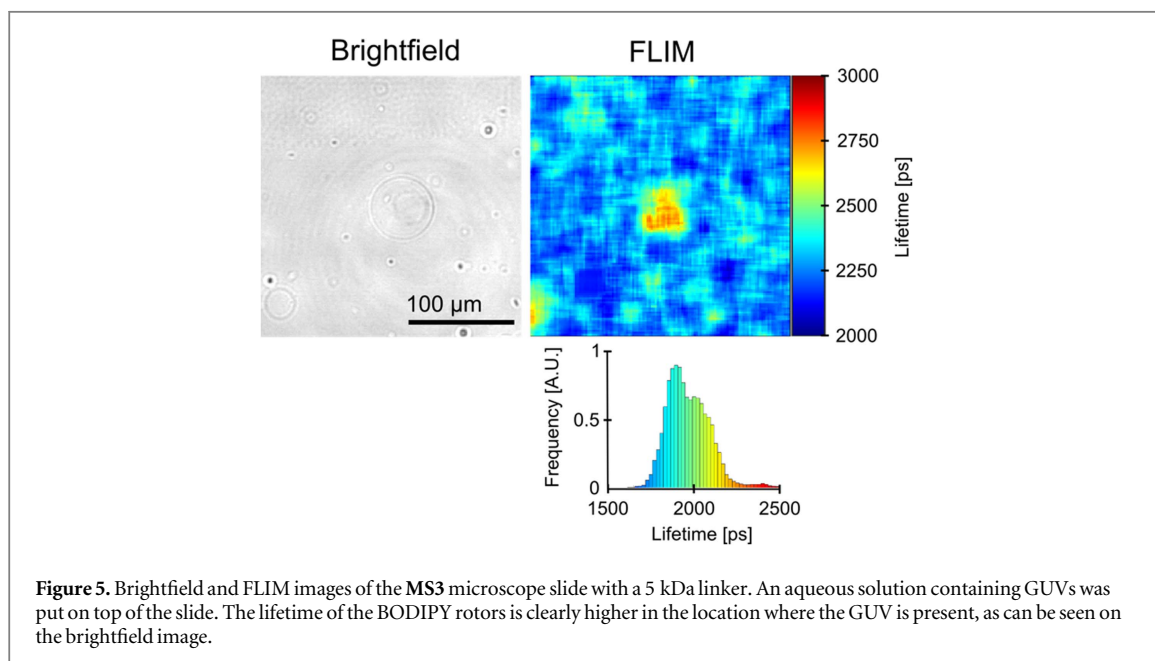 Brightfield
FLIM
100 μm
3000
2750
2500
2250
2000
Lifetime [ps]
Frequency [A.U.]
1
0.5
0
1500
2000
2500
Lifetime [ps]
Figure 5. Brightfield and FLIM images of the MS3 microscope slide with a 5 kDa linker. An aqueous solution containing GUVs was
put on top of the slide. The lifetime of the BODIPY rotors is clearly higher in the location where the GUV is present, as can be seen on
the brightfield image.